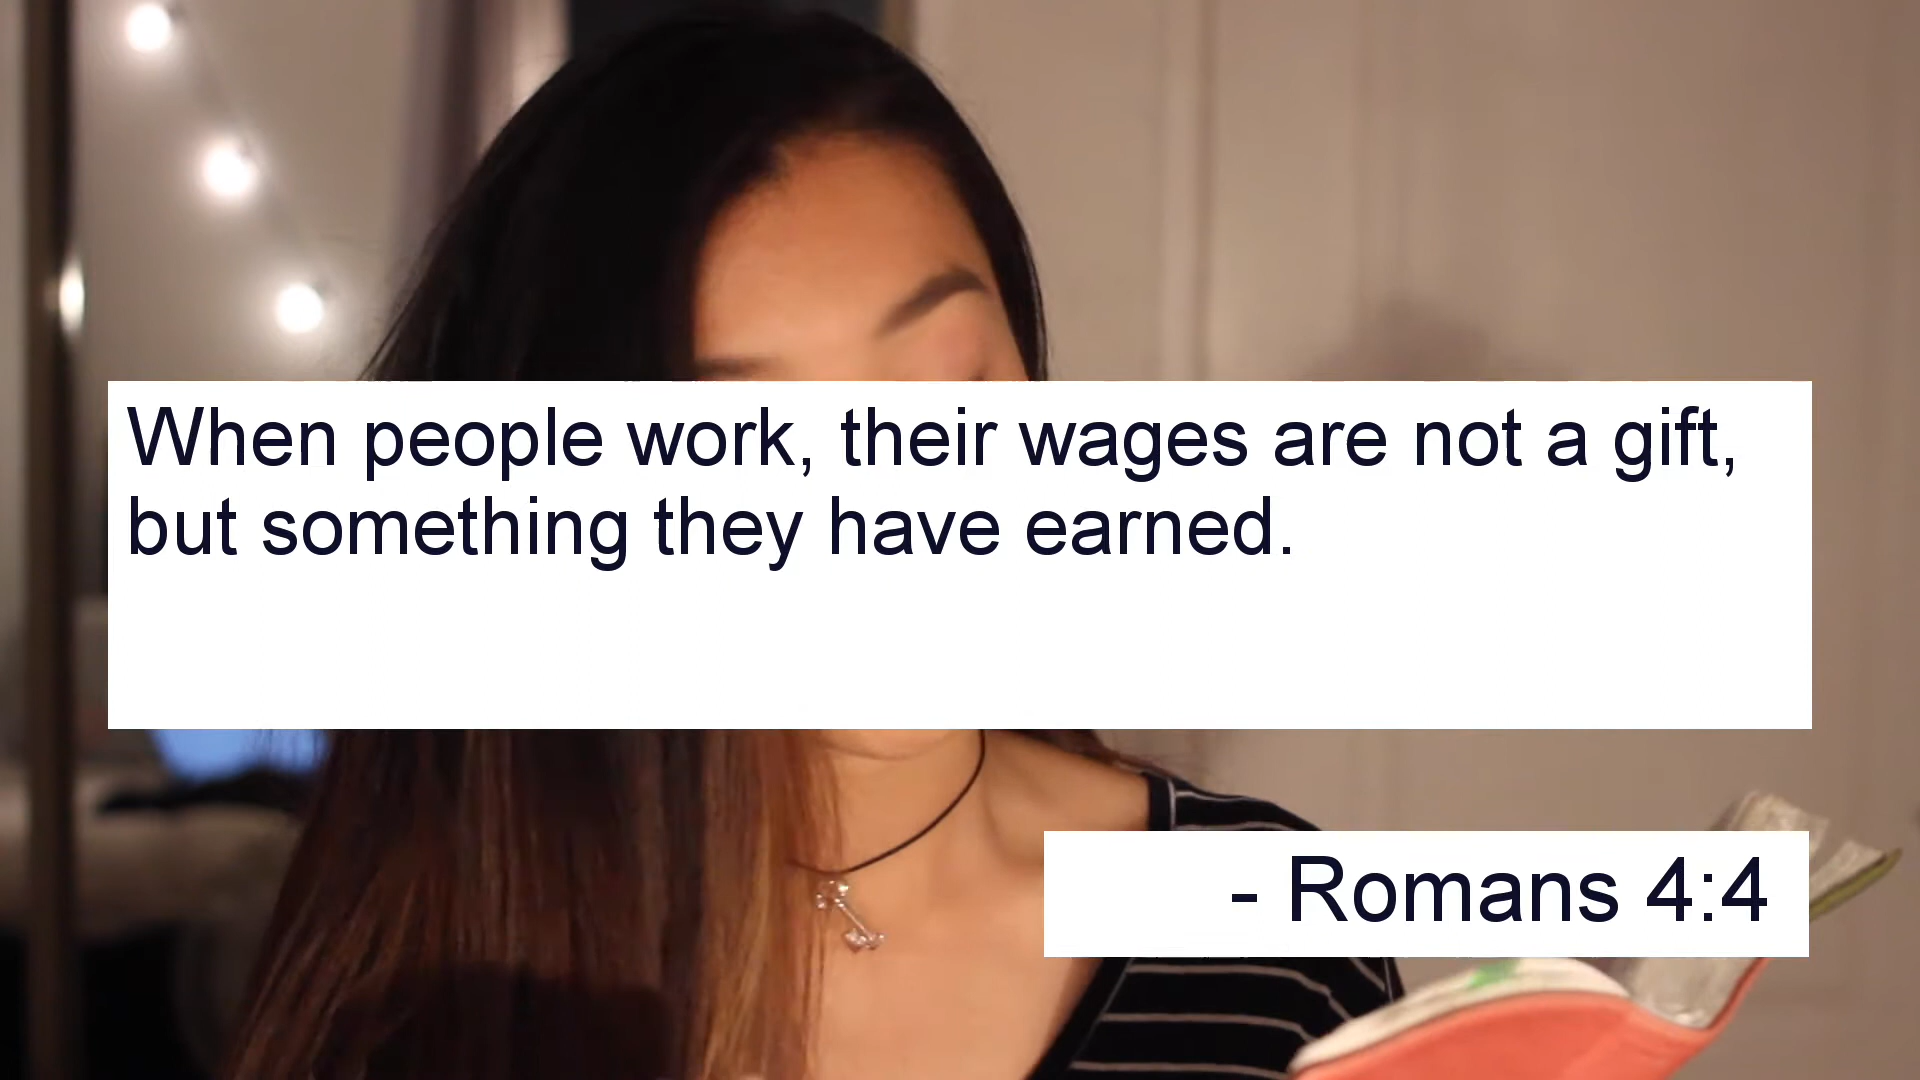 When people work, their wages are not a gift,
but something they have earned.
- Romans 4:4